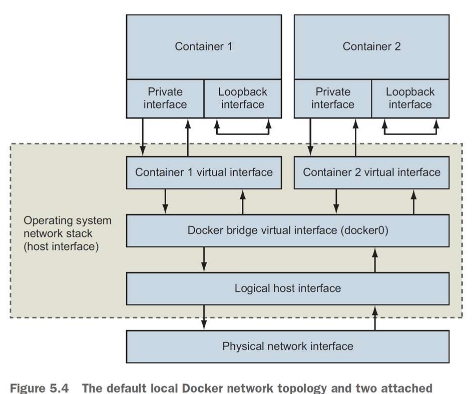 Container 1
Container 2
Private
interface
Loopback
interface
Private
interface
Loopback
interface
Container 1 virtual interface
Container 2 virtual interface
Operating system
network stack
(host interface)
Docker bridge virtual interface (docker0)
Logical host interface
Physical network interface
Figure 5.4 The default local Docker network topology and two attached